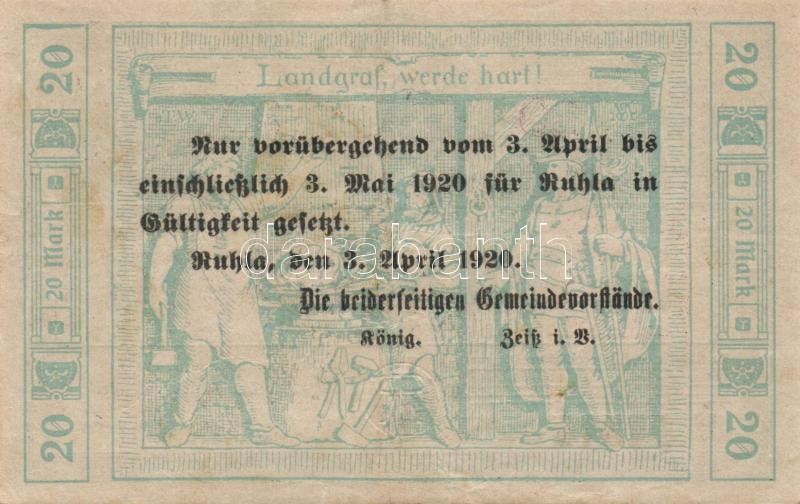 20
20
Landgraf, werde hart!
Nur vorübergehend vom 3. April bis
einschließlich 3. Mai 1920 für Ruhla in
Gültigkeit gesetzt.
Ruhla, den 3. April 1920.
Die beiderseitigen Gemeindevorstände.
König. Zeiß i. V.
20 Mark
20 Mark
20
20
darabanth